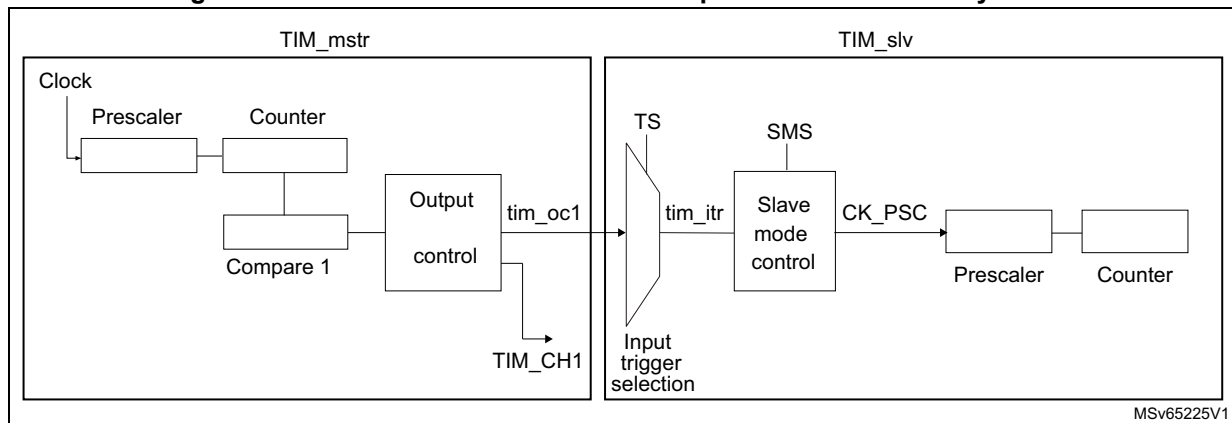 TIM_mstr
Clock
Prescaler
Counter
Compare 1
Output
control
tim_oc1
TIM_CH1
TIM_slv
TS
Input
trigger
selection
tim_itr
SMS
Slave
mode
control
CK_PSC
Prescaler
Counter
MSv65225V1